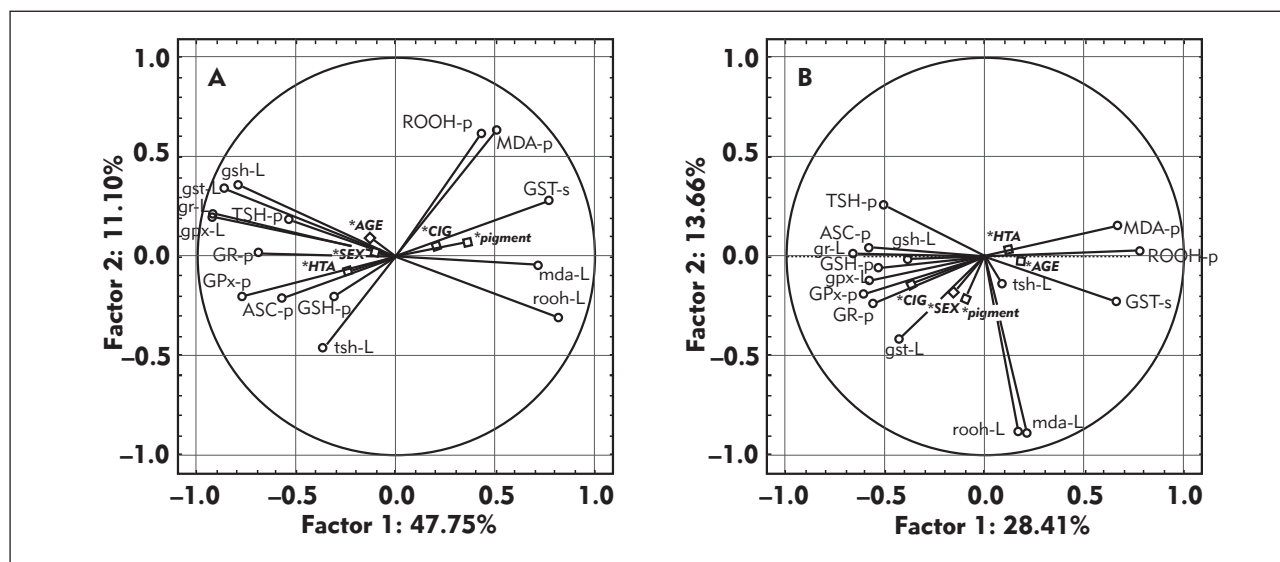 A
1.0
0.5
0.0
−0.5
−1.0
Factor 2: 11.10%
ROOH-p
MDA-p
gsh-L
gst-L
GST-s
gr-L
TSH-p
gpx-L
*AGE
*CIG
*pigment
GR-p
*SEX
*HTA
mda-L
GPx-p
rooh-L
ASC-p
GSH-p
tsh-L
−1.0 −0.5 0.0 0.5 1.0
Factor 1: 47.75%
B
1.0
0.5
0.0
−0.5
−1.0
Factor 2: 13.66%
TSH-p
MDA-p
ASC-p
gsh-L
*HTA
gr-L
ROOH-p
GSH-p
*AGE
gpx-L
tsh-L
GPx-p
*CIG
*SEX
*pigment
GST-s
GR-p
gst-L
rooh-L
mda-L
−1.0 −0.5 0.0 0.5 1.0
Factor 1: 28.41%